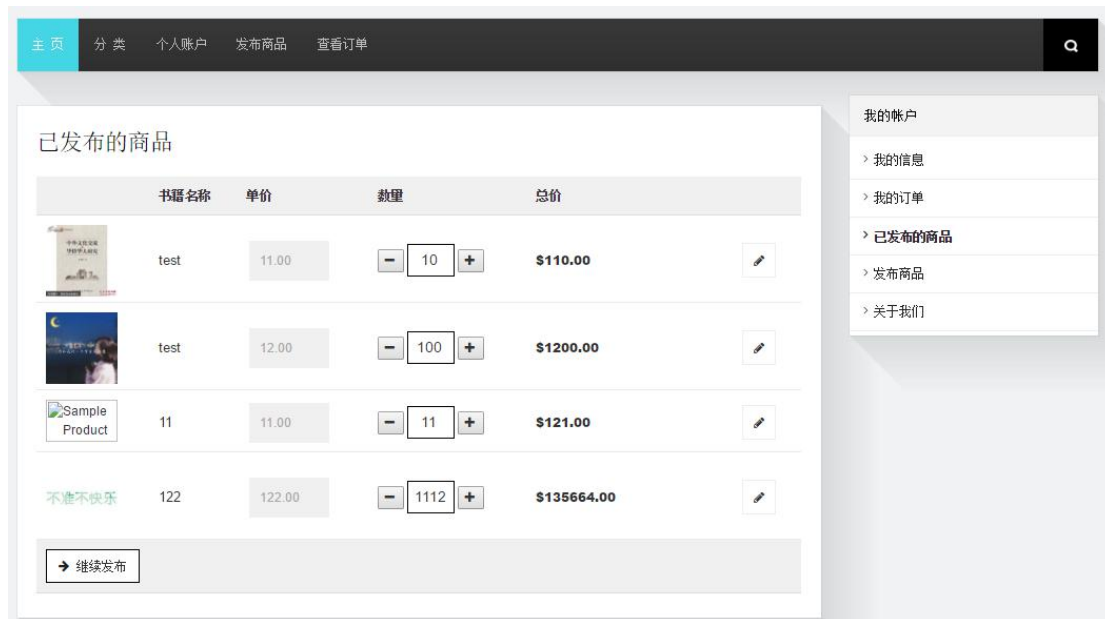 主 页 分 类 个人账户 发布商品 查看订单
已发布的商品
书籍名称 单价 数量 总价
test 11.00 10 $110.00
test 12.00 100 $1200.00
Sample
Product
11 11.00 11 $121.00
不准不快乐
122 122.00 1112 $135664.00
继续发布
我的帐户
我的信息
我的订单
已发布的商品
发布商品
关于我们